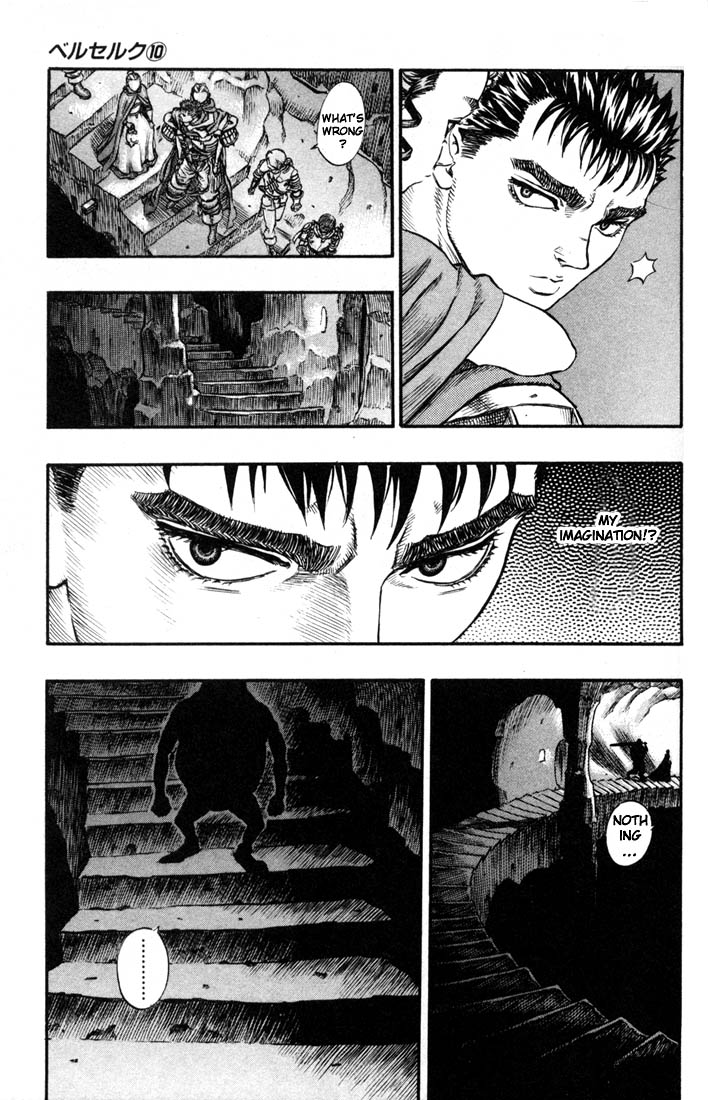 ベルセルク⑩
WHAT'S
WRONG
?
MY
IMAGINATION!?
NOTH
ING
...
.........